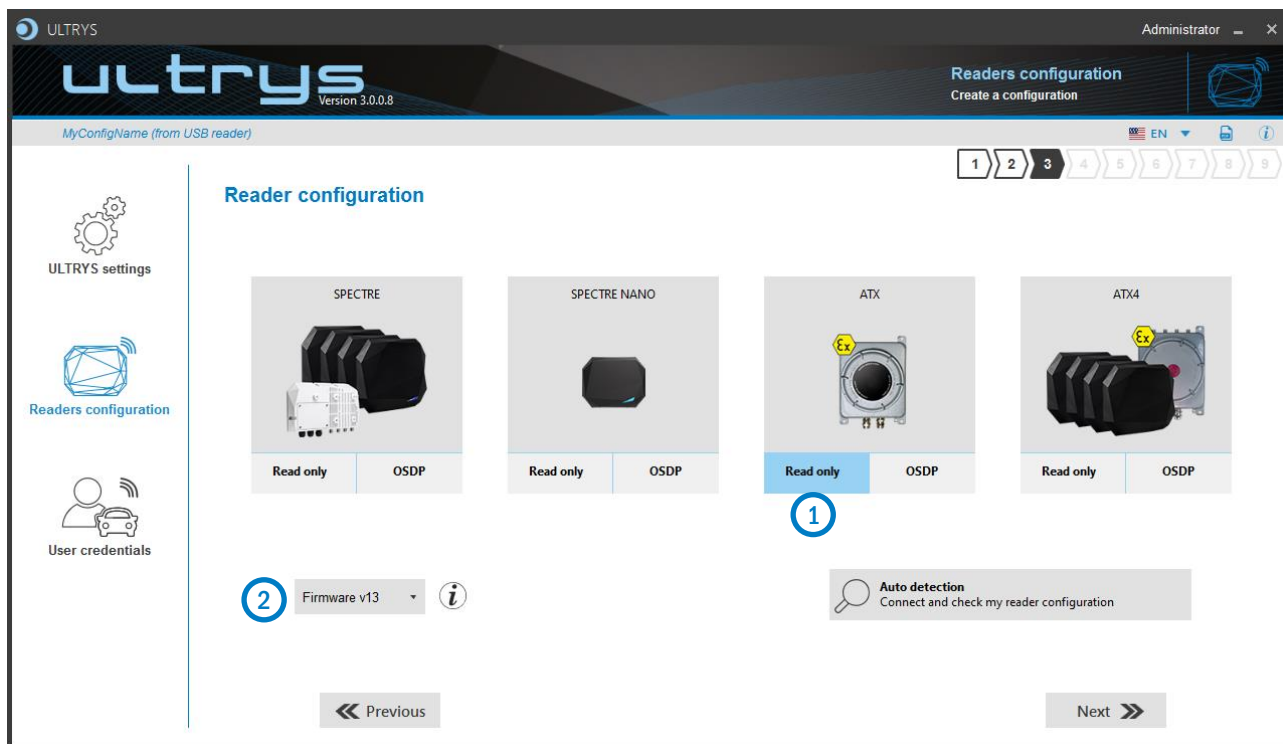 ULTRYS
Administrator
ultrys
Version 3.0.0.8
Readers configuration
Create a configuration
MyConfigName (from USB reader)
EN
1 2 3 4 5 6 7 8 9
Reader configuration
ULTRYS settings
Readers configuration
User credentials
SPECTRE
SPECTRE NANO
ATX
ATX4
Ex
Ex
Read only OSDP
Read only OSDP
Read only OSDP
Read only OSDP
1
2
Firmware v13
i
Auto detection
Connect and check my reader configuration
Previous
Next